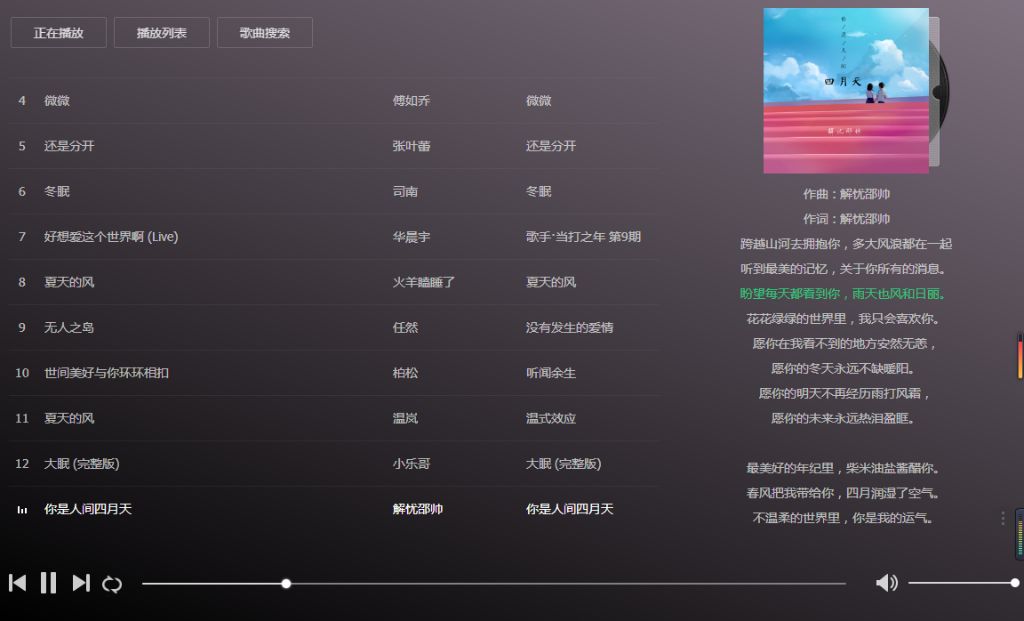 正在播放 播放列表 歌曲搜索
4 微微 傅如乔 微微
5 还是分开 张叶蕾 还是分开
6 冬眠 司南 冬眠
7 好想爱这个世界啊 (Live) 华晨宇 歌手·当打之年 第9期
8 夏天的风 火羊瞌睡了 夏天的风
9 无人之岛 任然 没有发生的爱情
10 世间美好与你环环相扣 柏松 听闻余生
11 夏天的风 温岚 温式效应
12 大眠 (完整版) 小乐哥 大眠 (完整版)
你是人间四月天 解忧邵帅 你是人间四月天
四月天
解忧邵帅
作曲：解忧邵帅
作词：解忧邵帅
跨越山河去拥抱你，多大风浪都在一起
听到最美的记忆，关于你所有的消息。
盼望每天都看到你，雨天也风和日丽。
花花绿绿的世界里，我只会喜欢你。
愿你在我看不到的地方安然无恙，
愿你的冬天永远不缺暖阳。
愿你的明天不再经历雨打风霜，
愿你的未来永远热泪盈眶。
最美好的年纪里，柴米油盐酱醋你。
春风把我带给你，四月润湿了空气。
不温柔的世界里，你是我的运气。